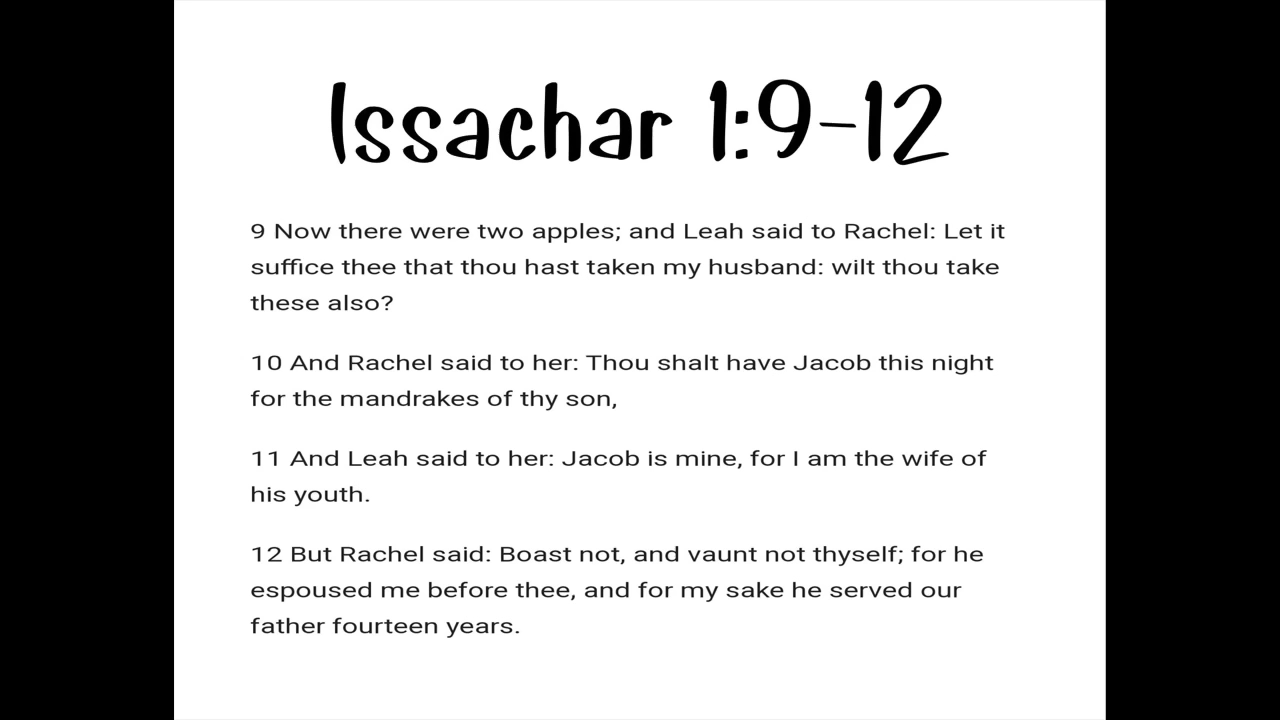 Issachar 1:9-12
9 Now there were two apples; and Leah said to Rachel: Let it
suffice thee that thou hast taken my husband: wilt thou take
these also?
10 And Rachel said to her: Thou shalt have Jacob this night
for the mandrakes of thy son,
11 And Leah said to her: Jacob is mine, for I am the wife of
his youth.
12 But Rachel said: Boast not, and vaunt not thyself; for he
espoused me before thee, and for my sake he served our
father fourteen years.